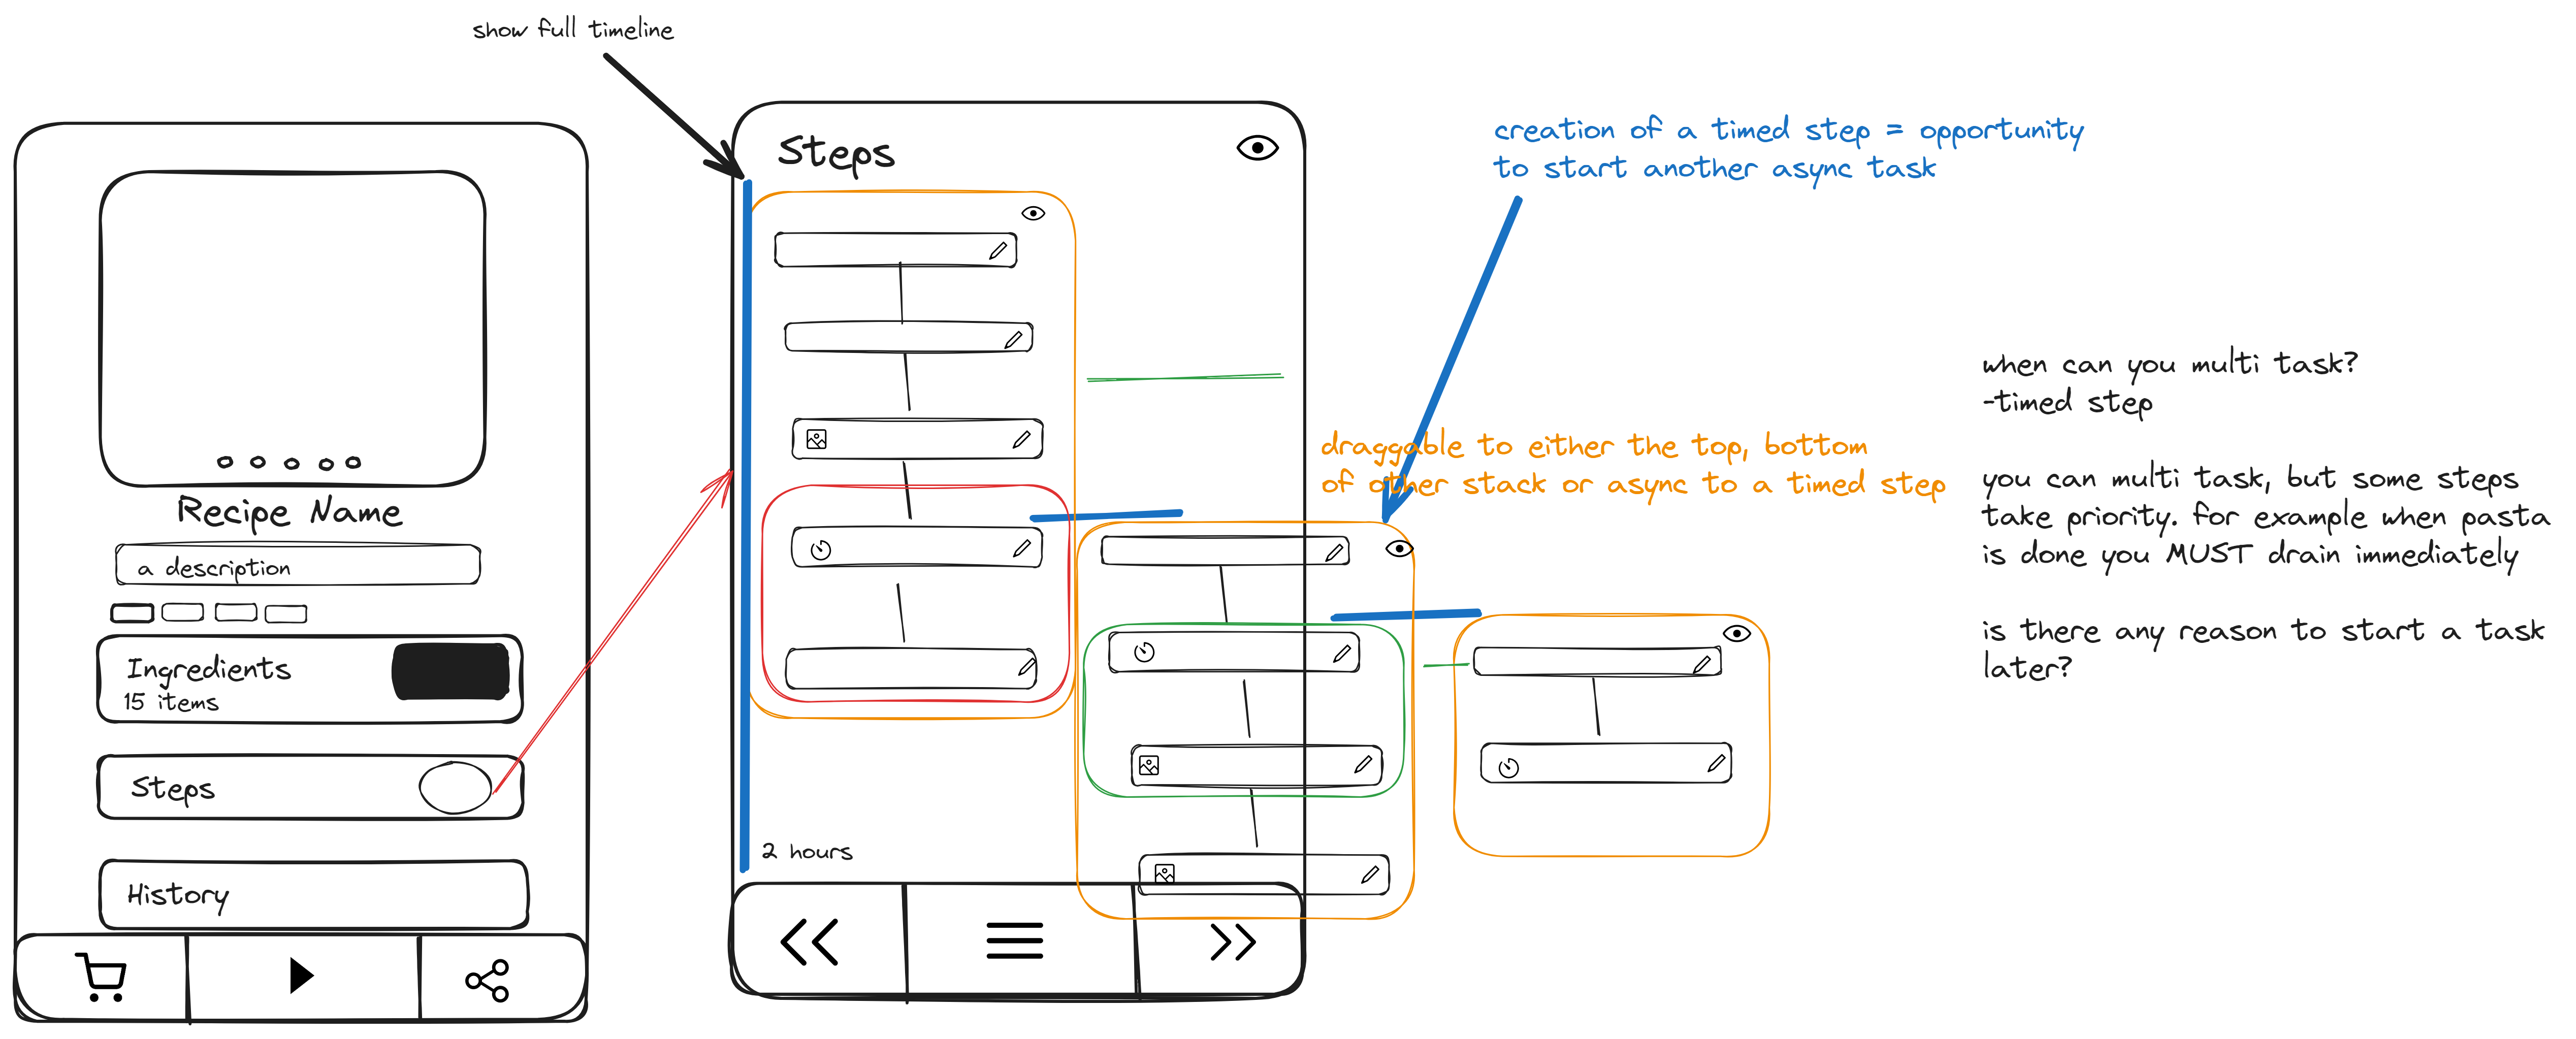 show full timeline
Recipe Name
a description
Ingredients
15 items
Steps
History
Steps
2 hours
creation of a timed step = opportunity
to start another async task
draggable to either the top, bottom
of other stack or async to a timed step
when can you multi task?
-timed step
you can multi task, but some steps
take priority. for example when pasta
is done you MUST drain immediately
is there any reason to start a task
later?